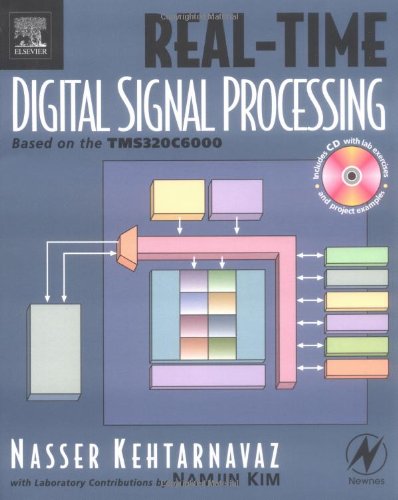 ELSEVIER
REAL-TIME
DIGITAL SIGNAL PROCESSING
Based on the TMS320C6000
Includes CD with lab exercises
and project examples
NASSER KEHTARNAVAZ
with Laboratory Contributions by NAMJIN KIM
Newnes